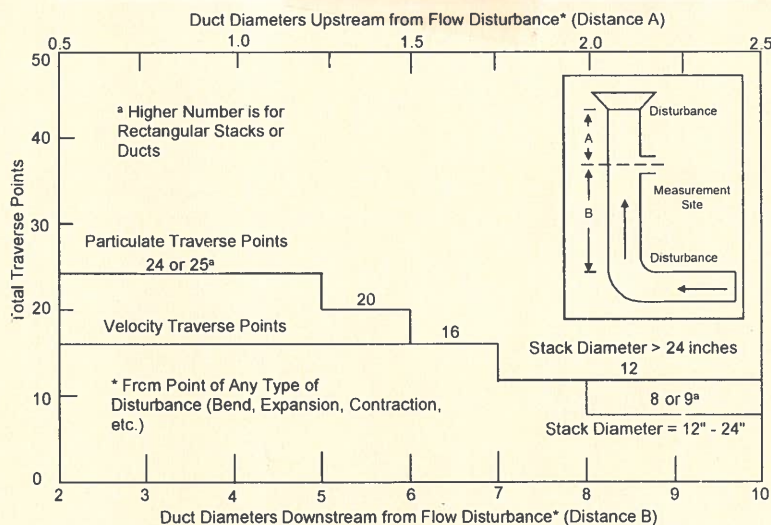 Duct Diameters Upstream from Flow Disturbance* (Distance A)
0.5 1.0 1.5 2.0 2.5
50
40
30
20
10
0
Total Traverse Points
ª Higher Number is for
Rectangular Stacks or
Ducts
Disturbance
A
Measurement
Site
B
Disturbance
Particulate Traverse Points
24 or 25ª
20
Velocity Traverse Points
16
Stack Diameter > 24 inches
12
* Frcm Point of Any Type of
Disturbance (Bend, Expansion, Contraction,
etc.)
8 or 9ª
Stack Diameter = 12" - 24"
2 3 4 5 6 7 8 9 10
Duct Diameters Downstream from Flow Disturbance* (Distance B)